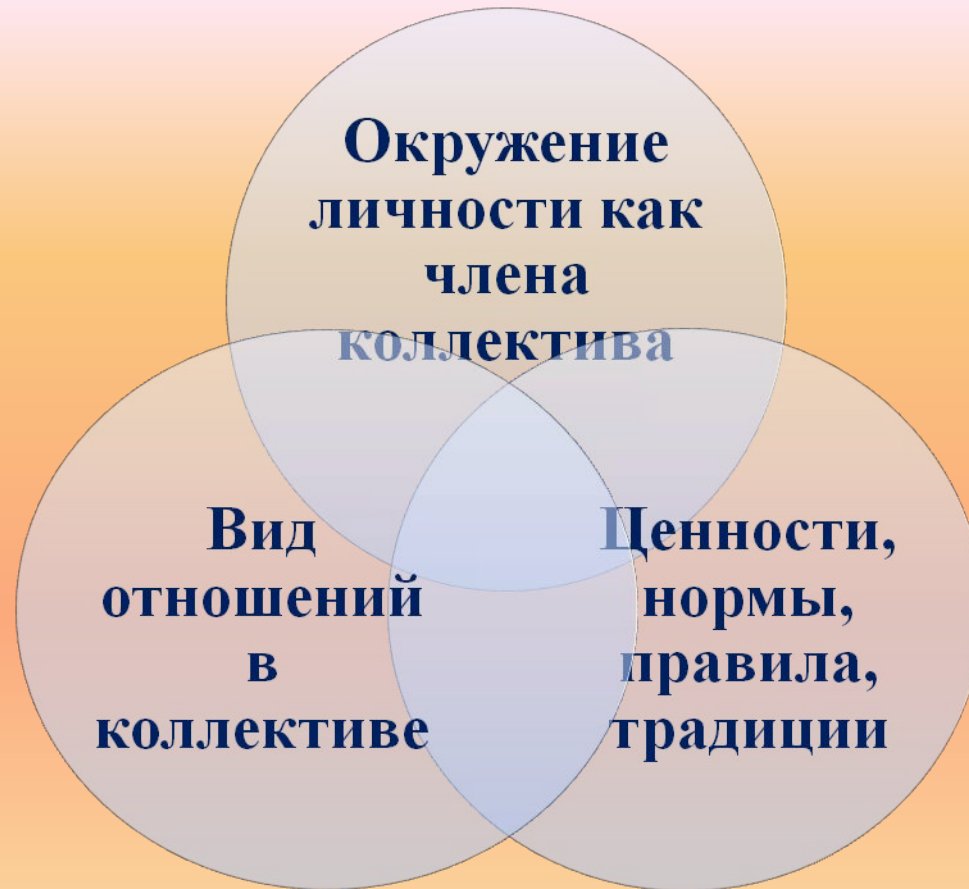 Окружение
личности как
члена
коллектива
Вид
отношений
в
коллективе
Ценности,
нормы,
правила,
традиции